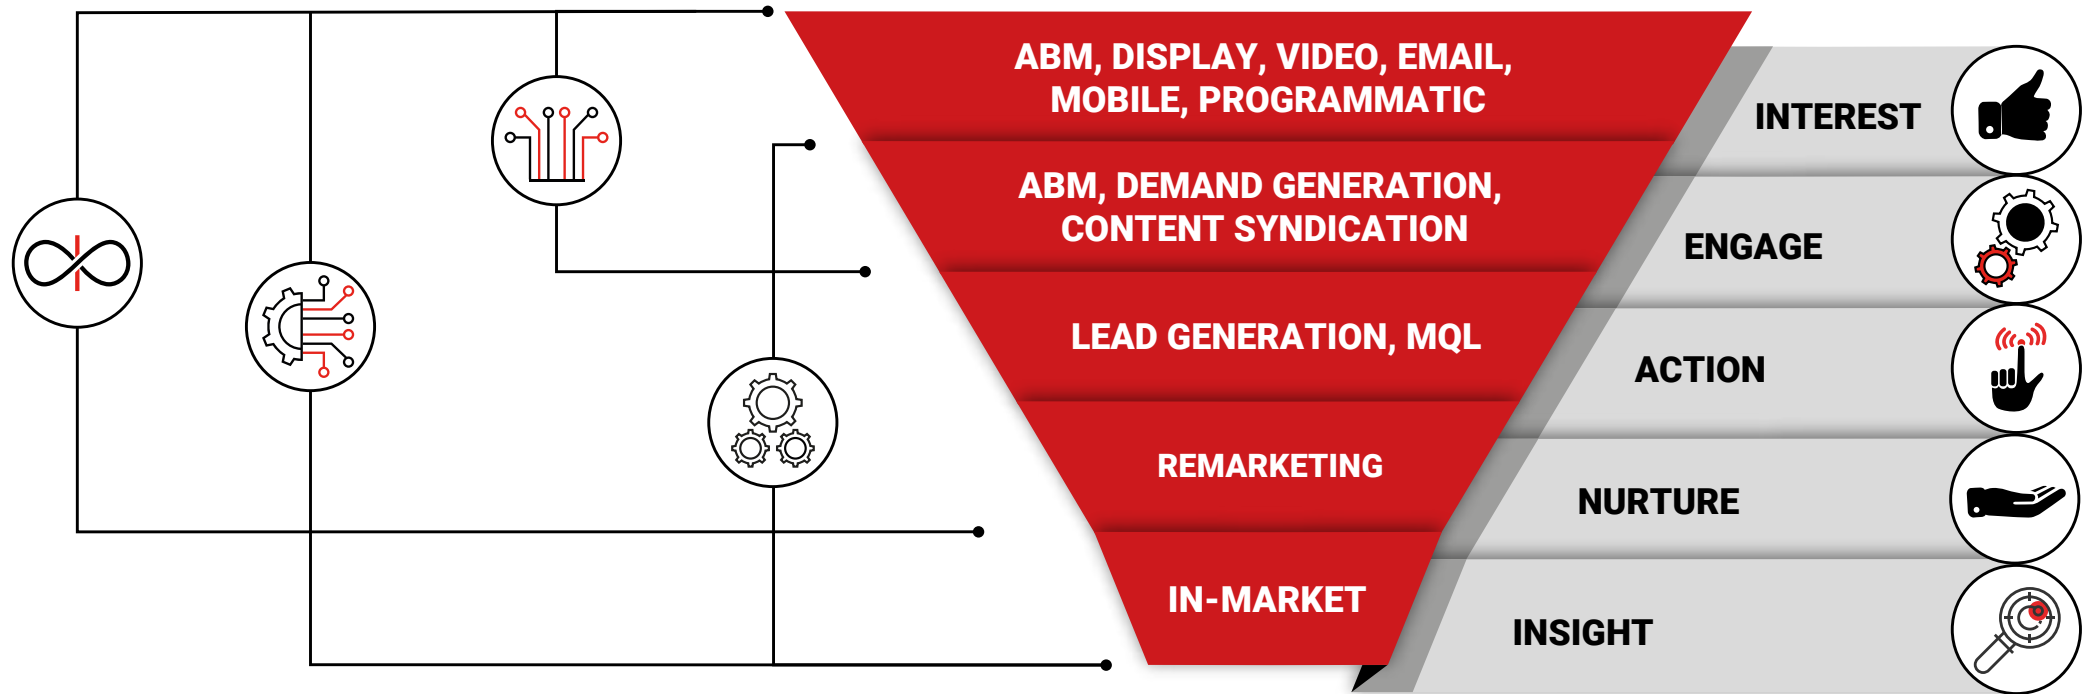 ABM, DISPLAY, VIDEO, EMAIL,
MOBILE, PROGRAMMATIC
INTEREST
ABM, DEMAND GENERATION,
CONTENT SYNDICATION
ENGAGE
LEAD GENERATION, MQL
ACTION
REMARKETING
NURTURE
IN-MARKET
INSIGHT